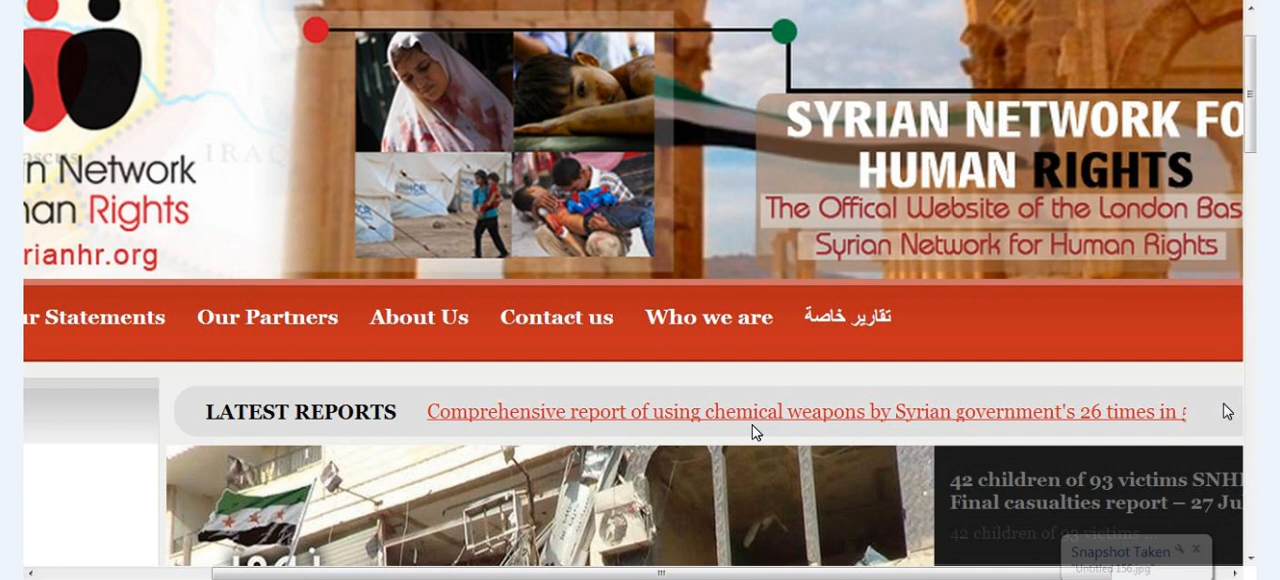 IRAQ
n Network
an Rights
rianhr.org
UNHCR
SYRIAN NETWORK FO
HUMAN RIGHTS
The Offical Website of the London Bas
Syrian Network for Human Rights
r Statements
Our Partners
About Us
Contact us
Who we are
تقارير خاصة
LATEST REPORTS
Comprehensive report of using chemical weapons by Syrian government's 26 times in
42 children of 93 victims SNH
Final casualties report – 27 Ju
42 children of 93 victims ...
Snapshot Taken
"Untitled 156.jpg"